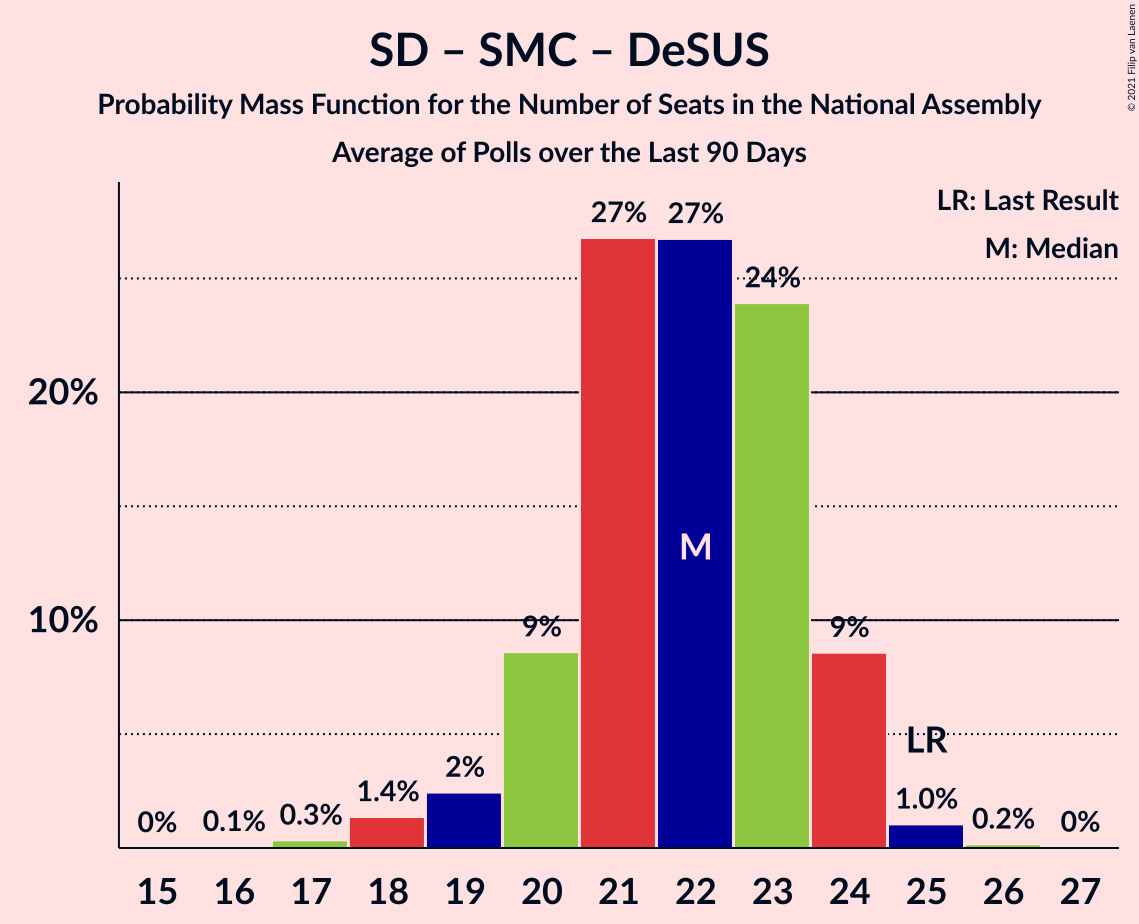 SD – SMC – DeSUS
Probability Mass Function for the Number of Seats in the National Assembly
Average of Polls over the Last 90 Days
© 2021 Filip van Laenen
LR: Last Result
M: Median
27% 27%
24%
20%
M
10%
9% 9%
LR
2%
1.4% 1.0%
0% 0.1% 0.3% 0.2% 0%
15 16 17 18 19 20 21 22 23 24 25 26 27